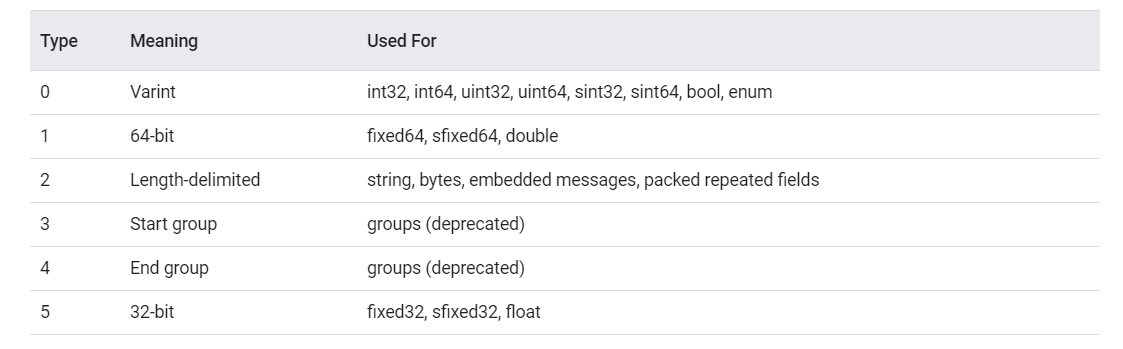 Type Meaning Used For
0 Varint int32, int64, uint32, uint64, sint32, sint64, bool, enum
1 64-bit fixed64, sfixed64, double
2 Length-delimited string, bytes, embedded messages, packed repeated fields
3 Start group groups (deprecated)
4 End group groups (deprecated)
5 32-bit fixed32, sfixed32, float